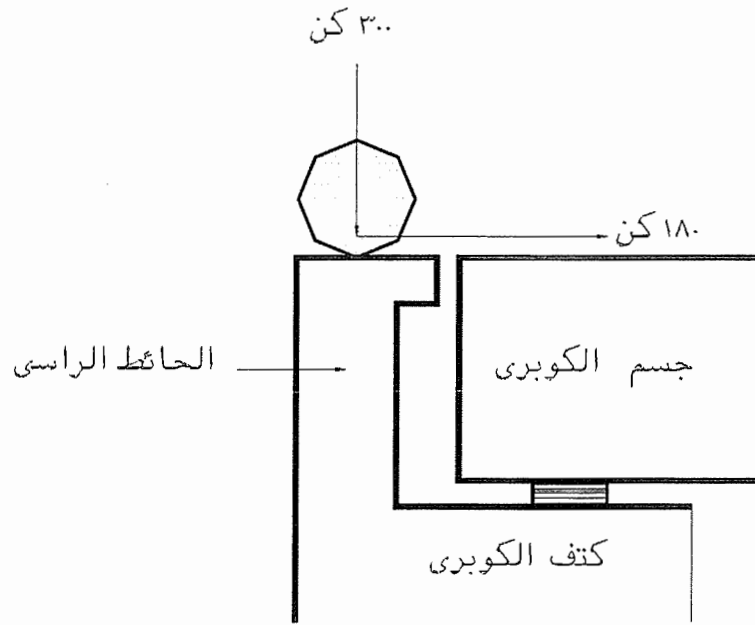 ٣٠٠ كن
١٨٠ كن
الحائط الراسى
جسم الكوبرى
كتف الكوبرى